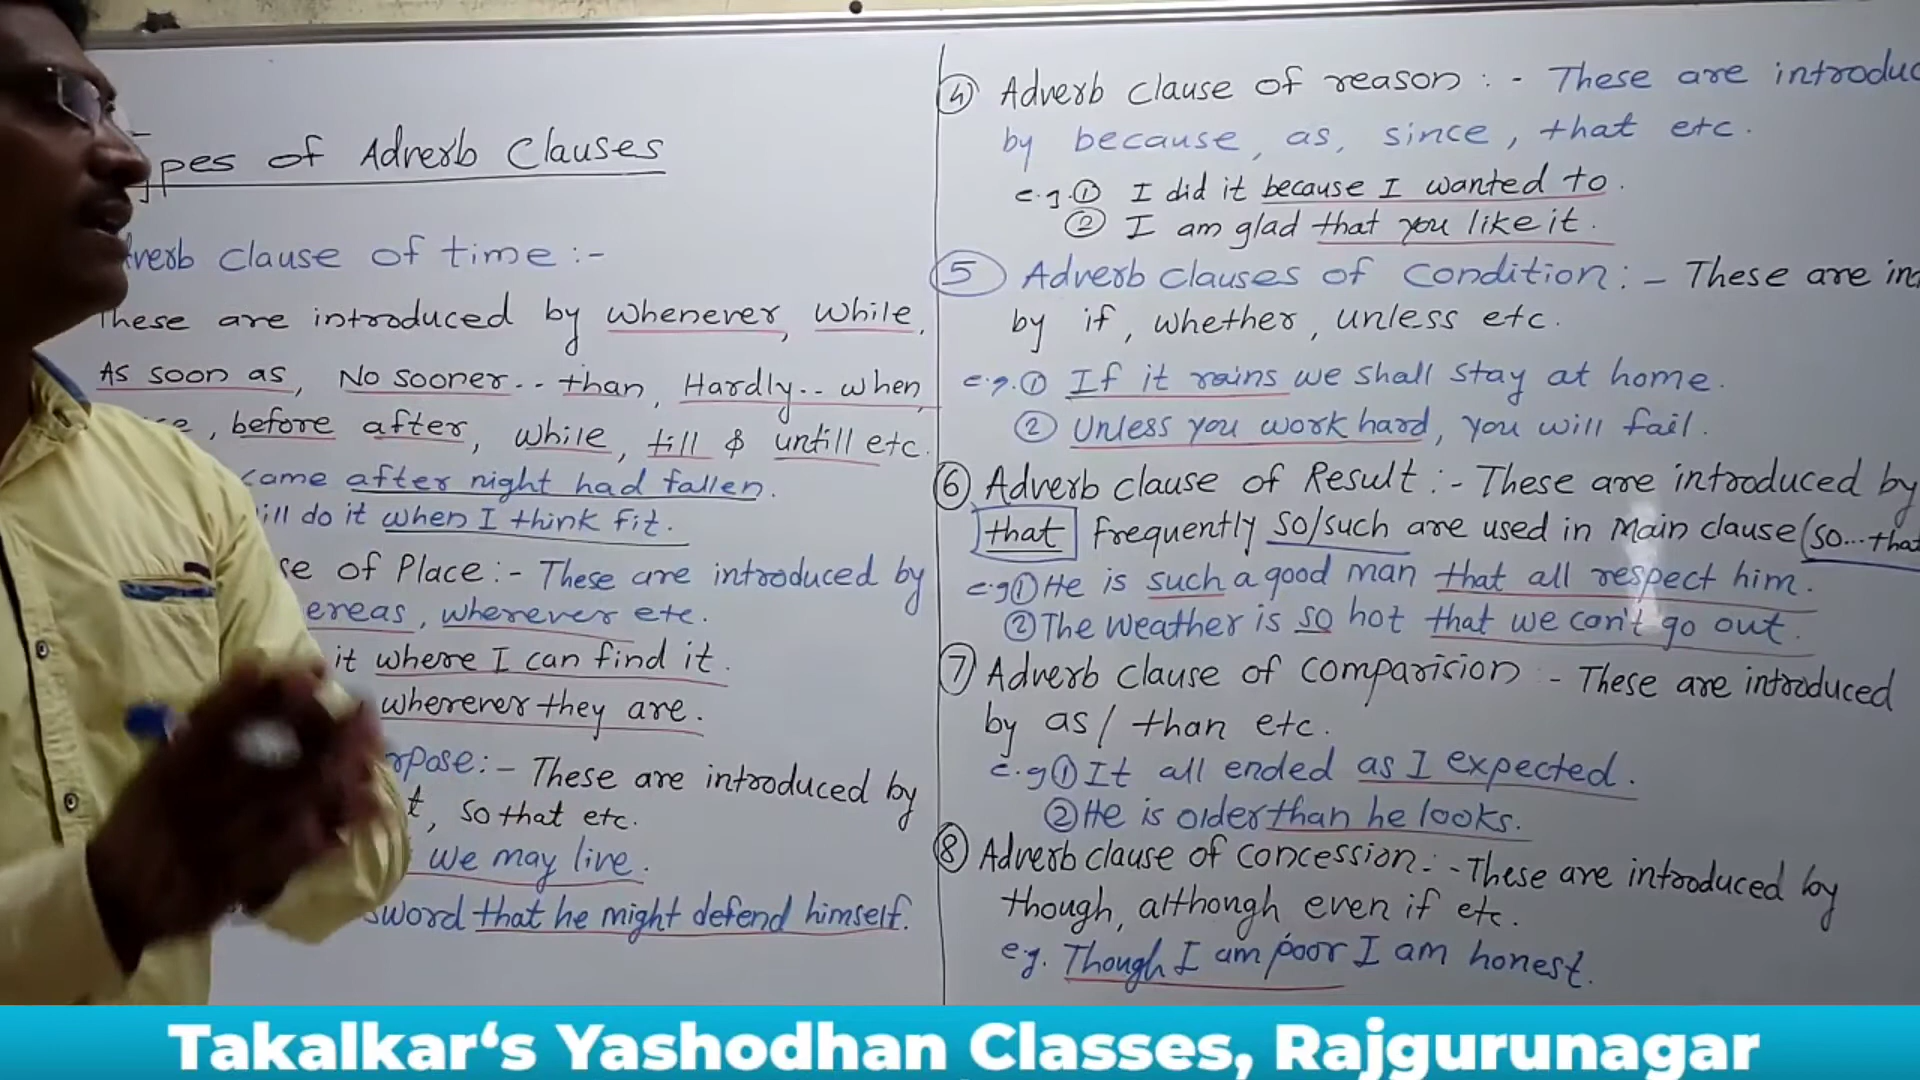 Types of Adverb Clauses
Adverb clause of time :-
These are introduced by whenever, while,
As soon as, No sooner.. than, Hardly.. when,
before after, while, till & untill etc.
came after night had fallen.
do it when I think fit.
of Place :- These are introduced by
wherever etc.
it where I can find it.
wherever they are.
These are introduced by
, so that etc.
we may live.
sword that he might defend himself.
④ Adverb clause of reason : - These are introduc
by because, as, since, that etc.
e.g. ① I did it because I wanted to.
② I am glad that you like it.
⑤ Adverb clauses of condition : - These are in
by if, whether, unless etc.
e.g. ① If it rains we shall stay at home.
② Unless you work hard, you will fail.
⑥ Adverb clause of Result :- These are introduced by
that frequently so/such are used in main clause (so...that
e.g ① He is such a good man that all respect him.
② The weather is so hot that we can't go out.
⑦ Adverb clause of comparision - These are introduced
by as / than etc.
e.g ① It all ended as I expected.
② He is older than he looks.
⑧ Adverb clause of concession :- These are introduced by
though, although even if etc.
eg. Though I am poor I am honest.
Takalkar‘s Yashodhan Classes, Rajgurunagar